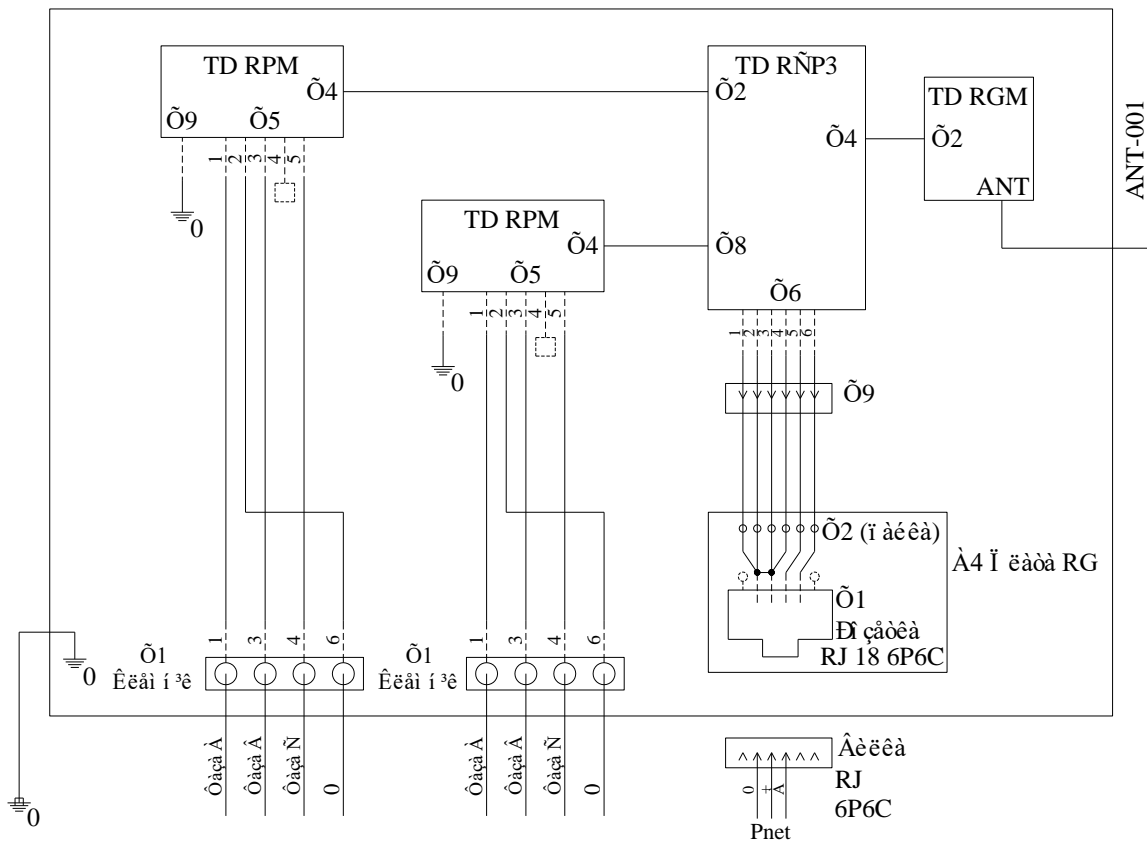 TD RPM
Õ4
Õ9
Õ5
1
2
3
4
5
0
TD RÑP3
Õ2
Õ4
Õ8
Õ6
1
2
3
4
5
6
TD RGM
Õ2
ANT
ANT-001
TD RPM
Õ4
Õ9
Õ5
1
2
3
4
5
0
Õ9
Õ2 (ï àéêà)
À4 Ï ëàòà RG
Õ1
Ðî çåòêà
RJ 18 6P6C
0
1
3
4
6
Õ1
Êëåì í ³ê
1
3
4
6
Õ1
Êëåì í ³ê
Ôàçà À
Ôàçà Â
Ôàçà Ñ
0
Ôàçà À
Ôàçà Â
Ôàçà Ñ
0
0
Âèëêà
RJ
6P6C
0
+
A
Pnet